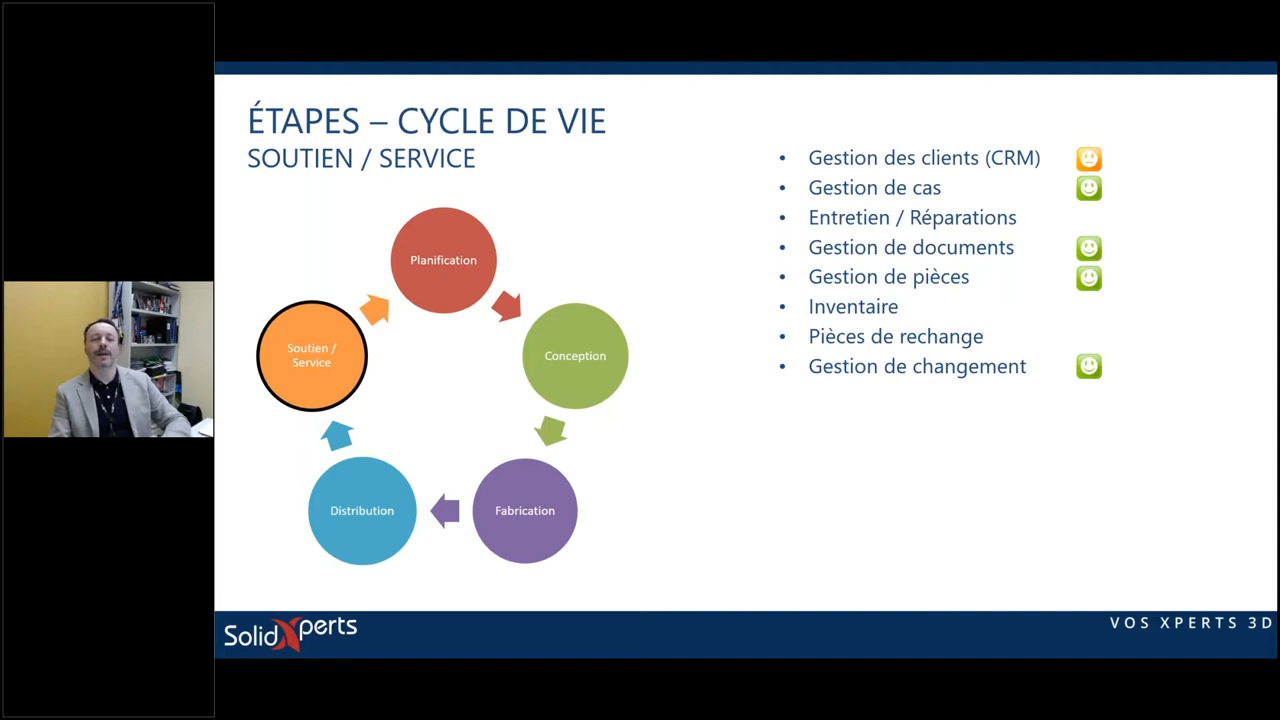 ÉTAPES – CYCLE DE VIE
SOUTIEN / SERVICE
Planification
Conception
Fabrication
Distribution
Soutien /
Service
• Gestion des clients (CRM)
• Gestion de cas
• Entretien / Réparations
• Gestion de documents
• Gestion de pièces
• Inventaire
• Pièces de rechange
• Gestion de changement
SolidXperts
VOS XPERTS 3D